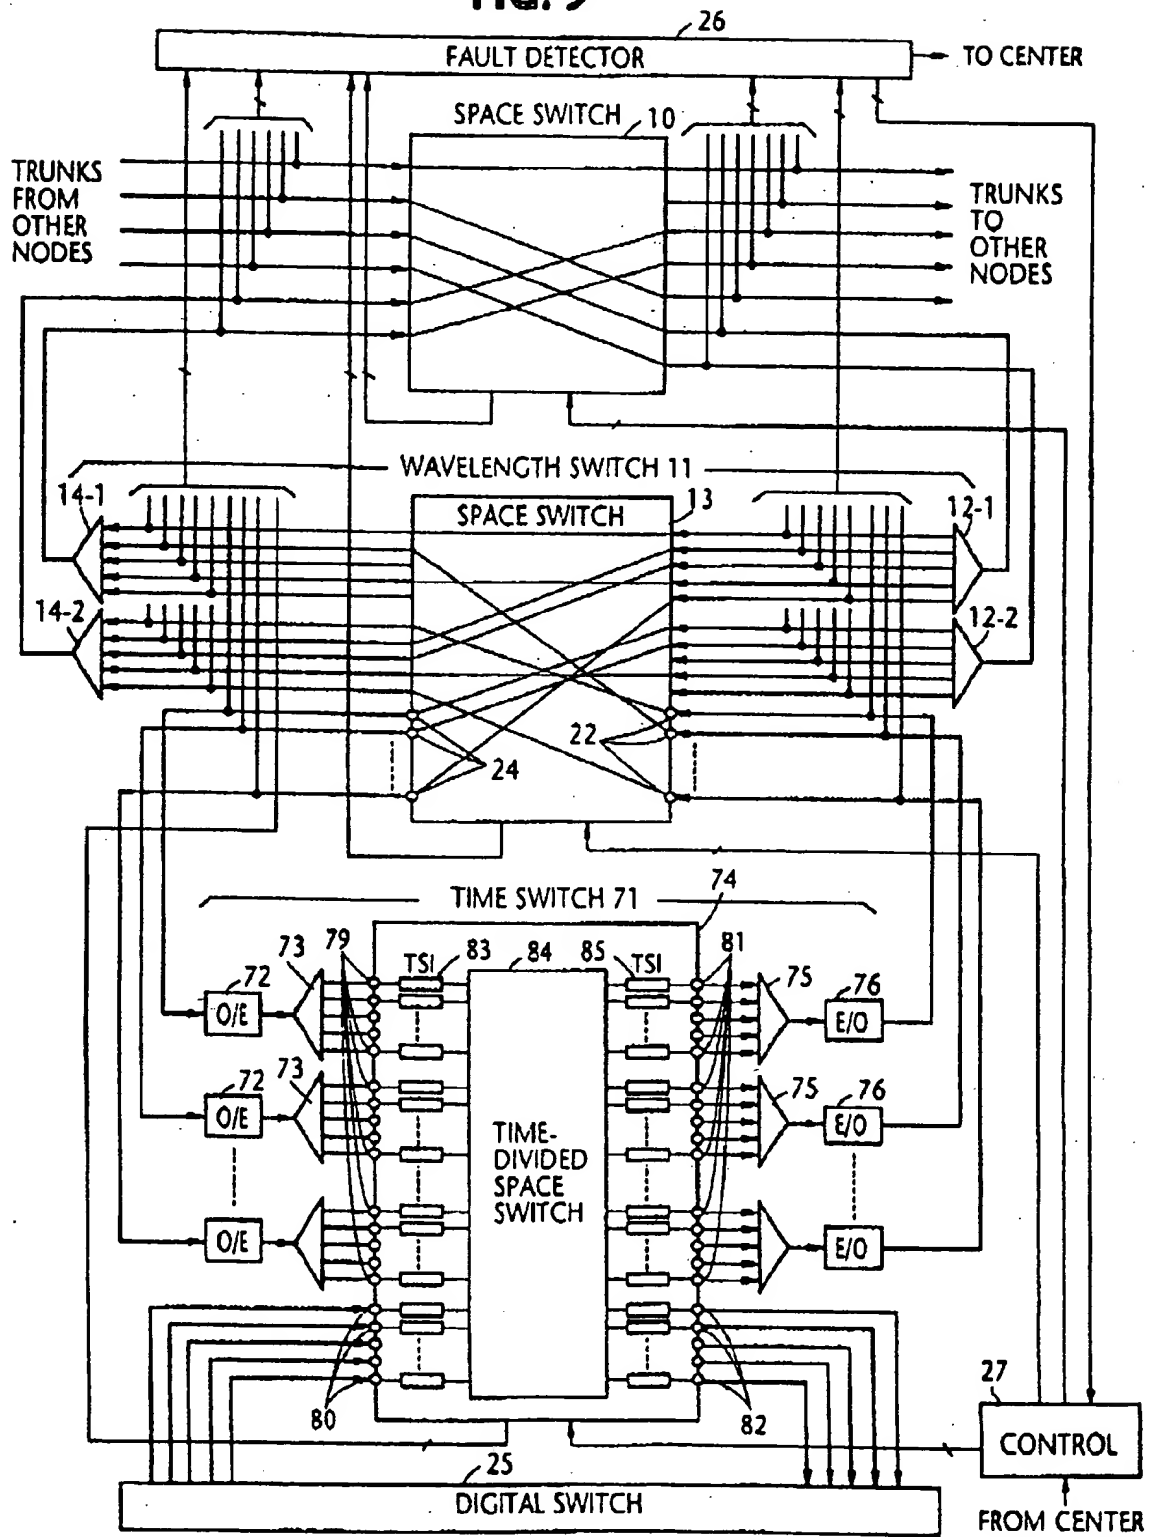 FIG. 9
26
FAULT DETECTOR
TO CENTER
SPACE SWITCH
10
TRUNKS
FROM
OTHER
NODES
TRUNKS
TO
OTHER
NODES
WAVELENGTH SWITCH 11
14-1
SPACE SWITCH
13
12-1
14-2
12-2
22
24
TIME SWITCH 71
74
73
79
TSI
83
84
85
TSI
81
75
72
O/E
76
E/O
72
73
O/E
75
76
E/O
TIME-
DIVIDED
SPACE
SWITCH
O/E
E/O
80
82
27
CONTROL
25
DIGITAL SWITCH
FROM CENTER